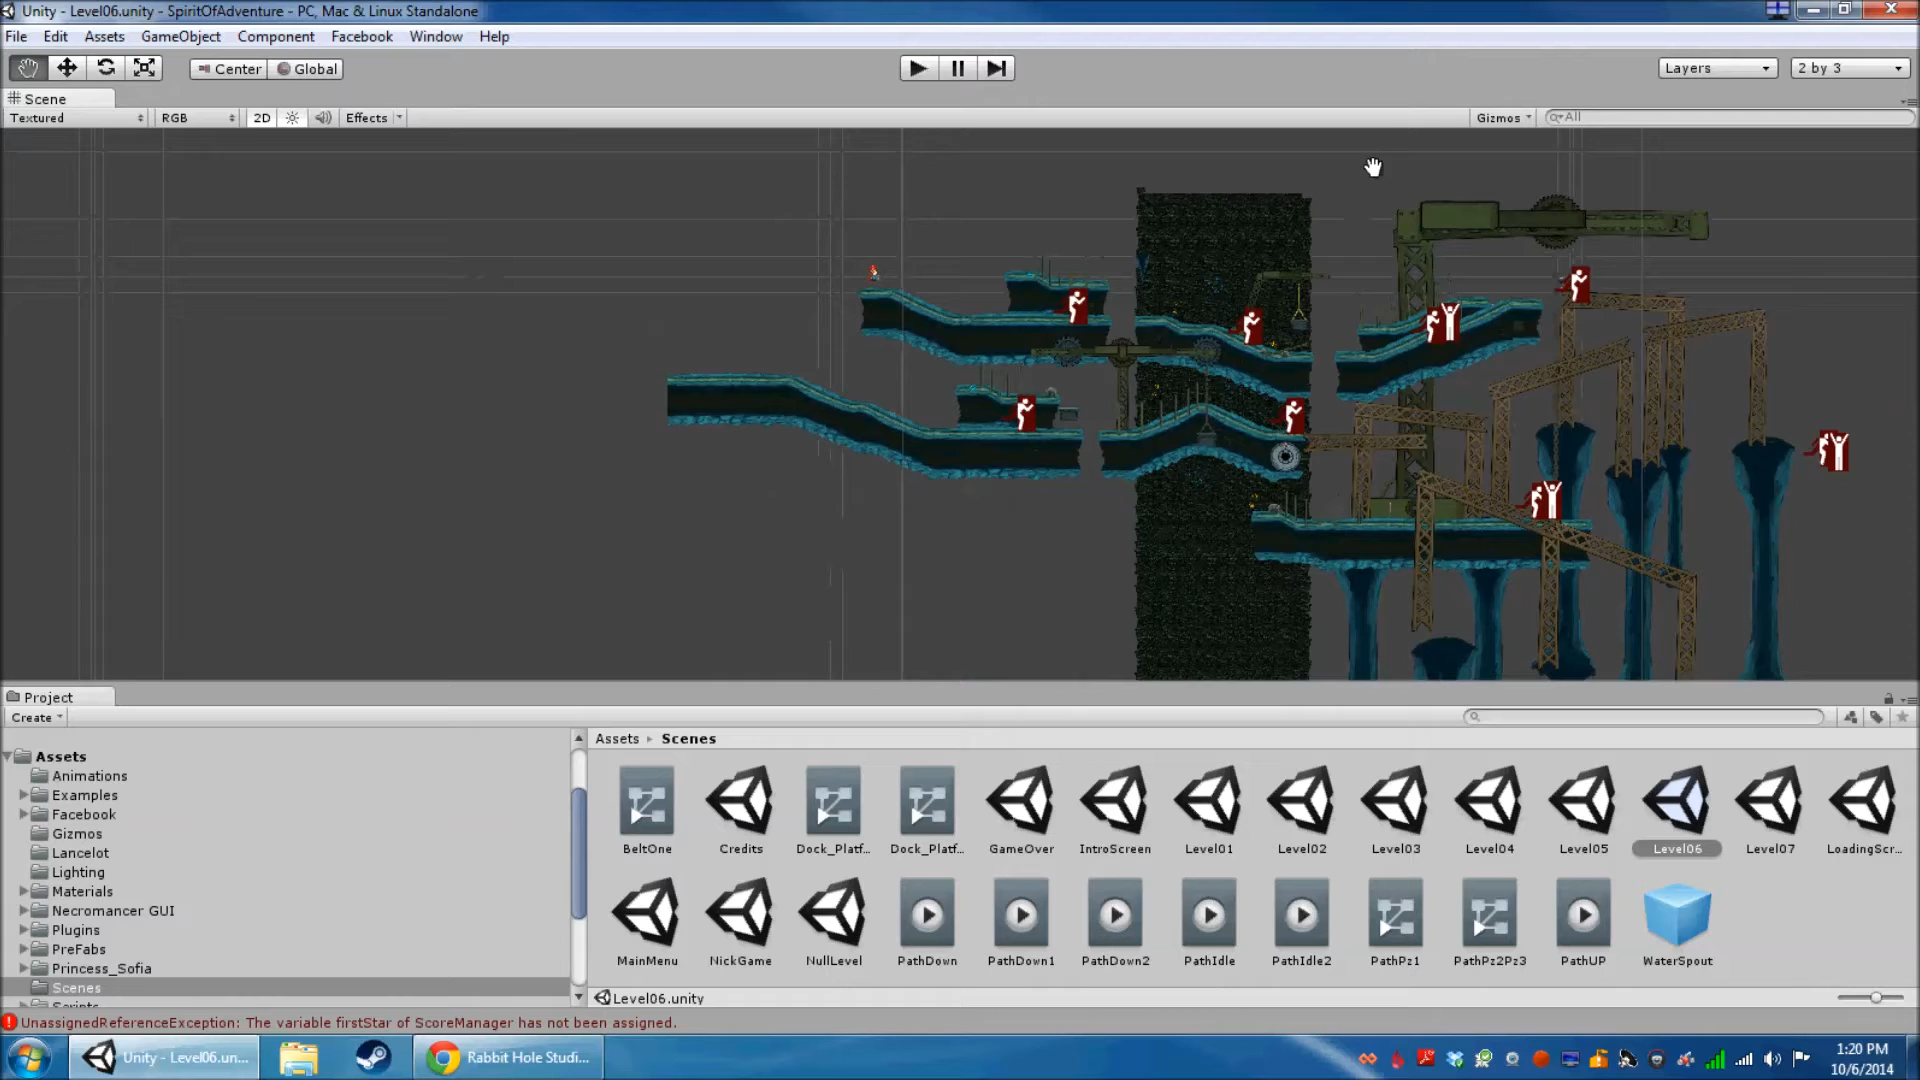 Unity - Level06.unity - SpiritOfAdventure - PC, Mac & Linux Standalone
File Edit Assets GameObject Component Facebook Window Help
Center Global Layers 2 by 3
Scene
Textured RGB 2D Effects Gizmos All
Project
Create
Assets Scenes
Assets
Animations
Examples
Facebook
Gizmos
Lancelot
Lighting
Materials
Necromancer GUI
Plugins
PreFabs
Princess_Sofia
Scenes
Scripts
BeltOne Credits Dock_Platf... Dock_Platf... GameOver IntroScreen Level01 Level02 Level03 Level04 Level05 Level06 Level07 LoadingScr...
MainMenu NickGame NullLevel PathDown PathDown1 PathDown2 PathIdle PathIdle2 PathPz1 PathPz2Pz3 PathUP WaterSpout
Level06.unity
UnassignedReferenceException: The variable firstStar of ScoreManager has not been assigned.
Unity - Level06.un... Rabbit Hole Studi...
1:20 PM
10/6/2014